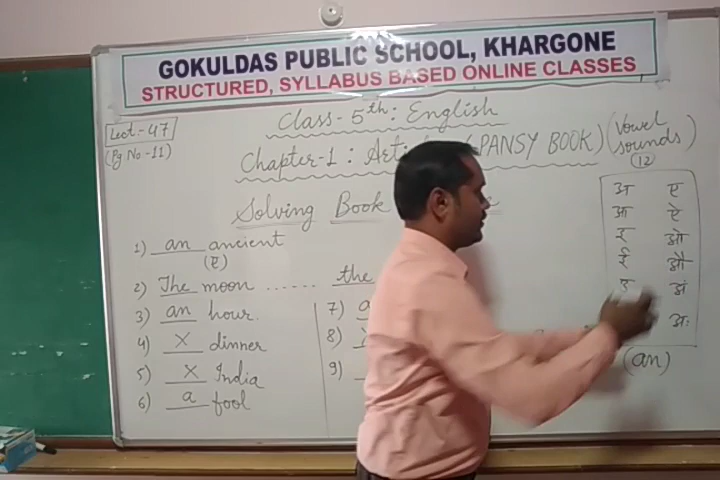 GOKULDAS PUBLIC SCHOOL, KHARGONE
STRUCTURED, SYLLABUS BASED ONLINE CLASSES
Lect-47
(Pg No-11)
Class-5th: English
Chapter-1: (PANSY BOOK)
(Vowel sounds)
(12)
Solving Book
1) an ancient
(ए)
2) The moon ...... the
3) an hour.
4) x dinner
5) x India
6) a fool
7) a
8)
9)
अ ए
आ ऐ
इ ओ
ई औ
अं
अः
(an)